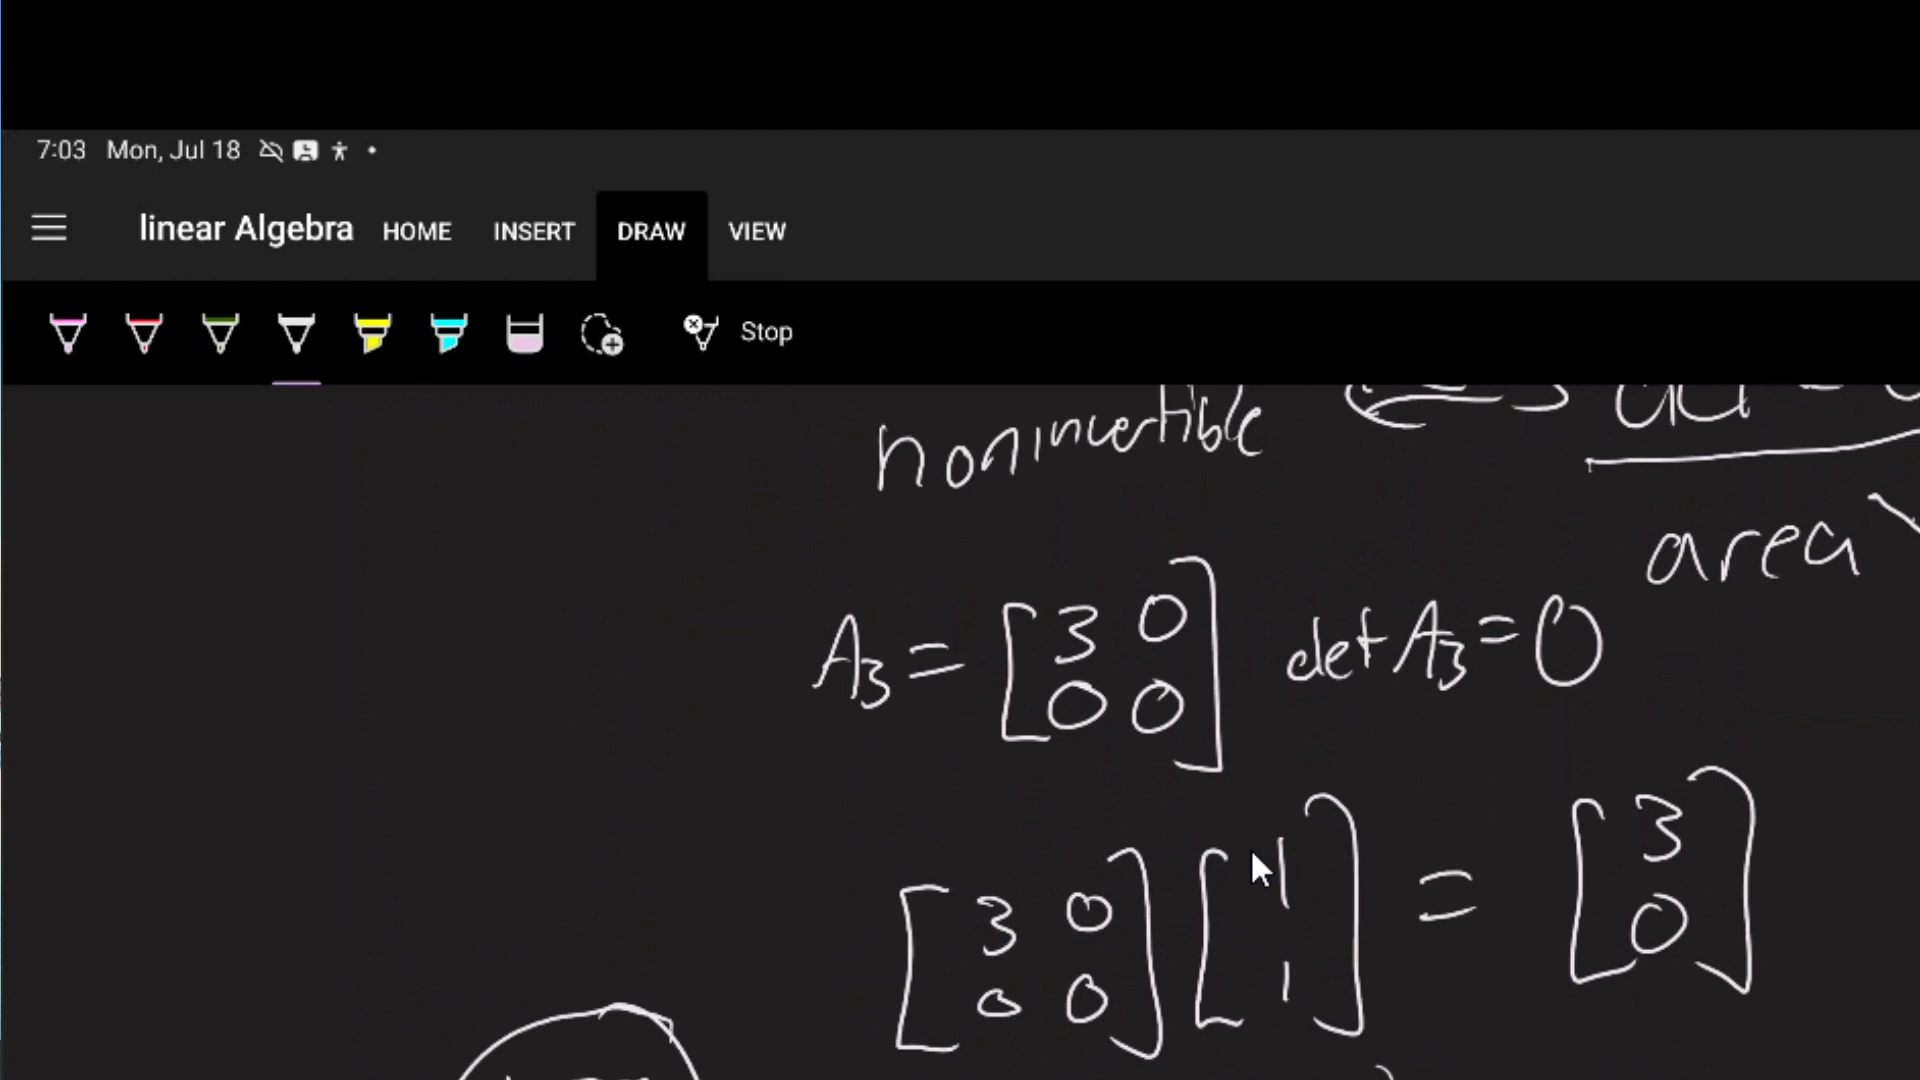 7:03 Mon, Jul 18
linear Algebra HOME INSERT DRAW VIEW
Stop
noninvertible
area
A₃ = [3 0 0 0] det A₃ = 0
[3 0 0 0] [1 1] = [3 0]